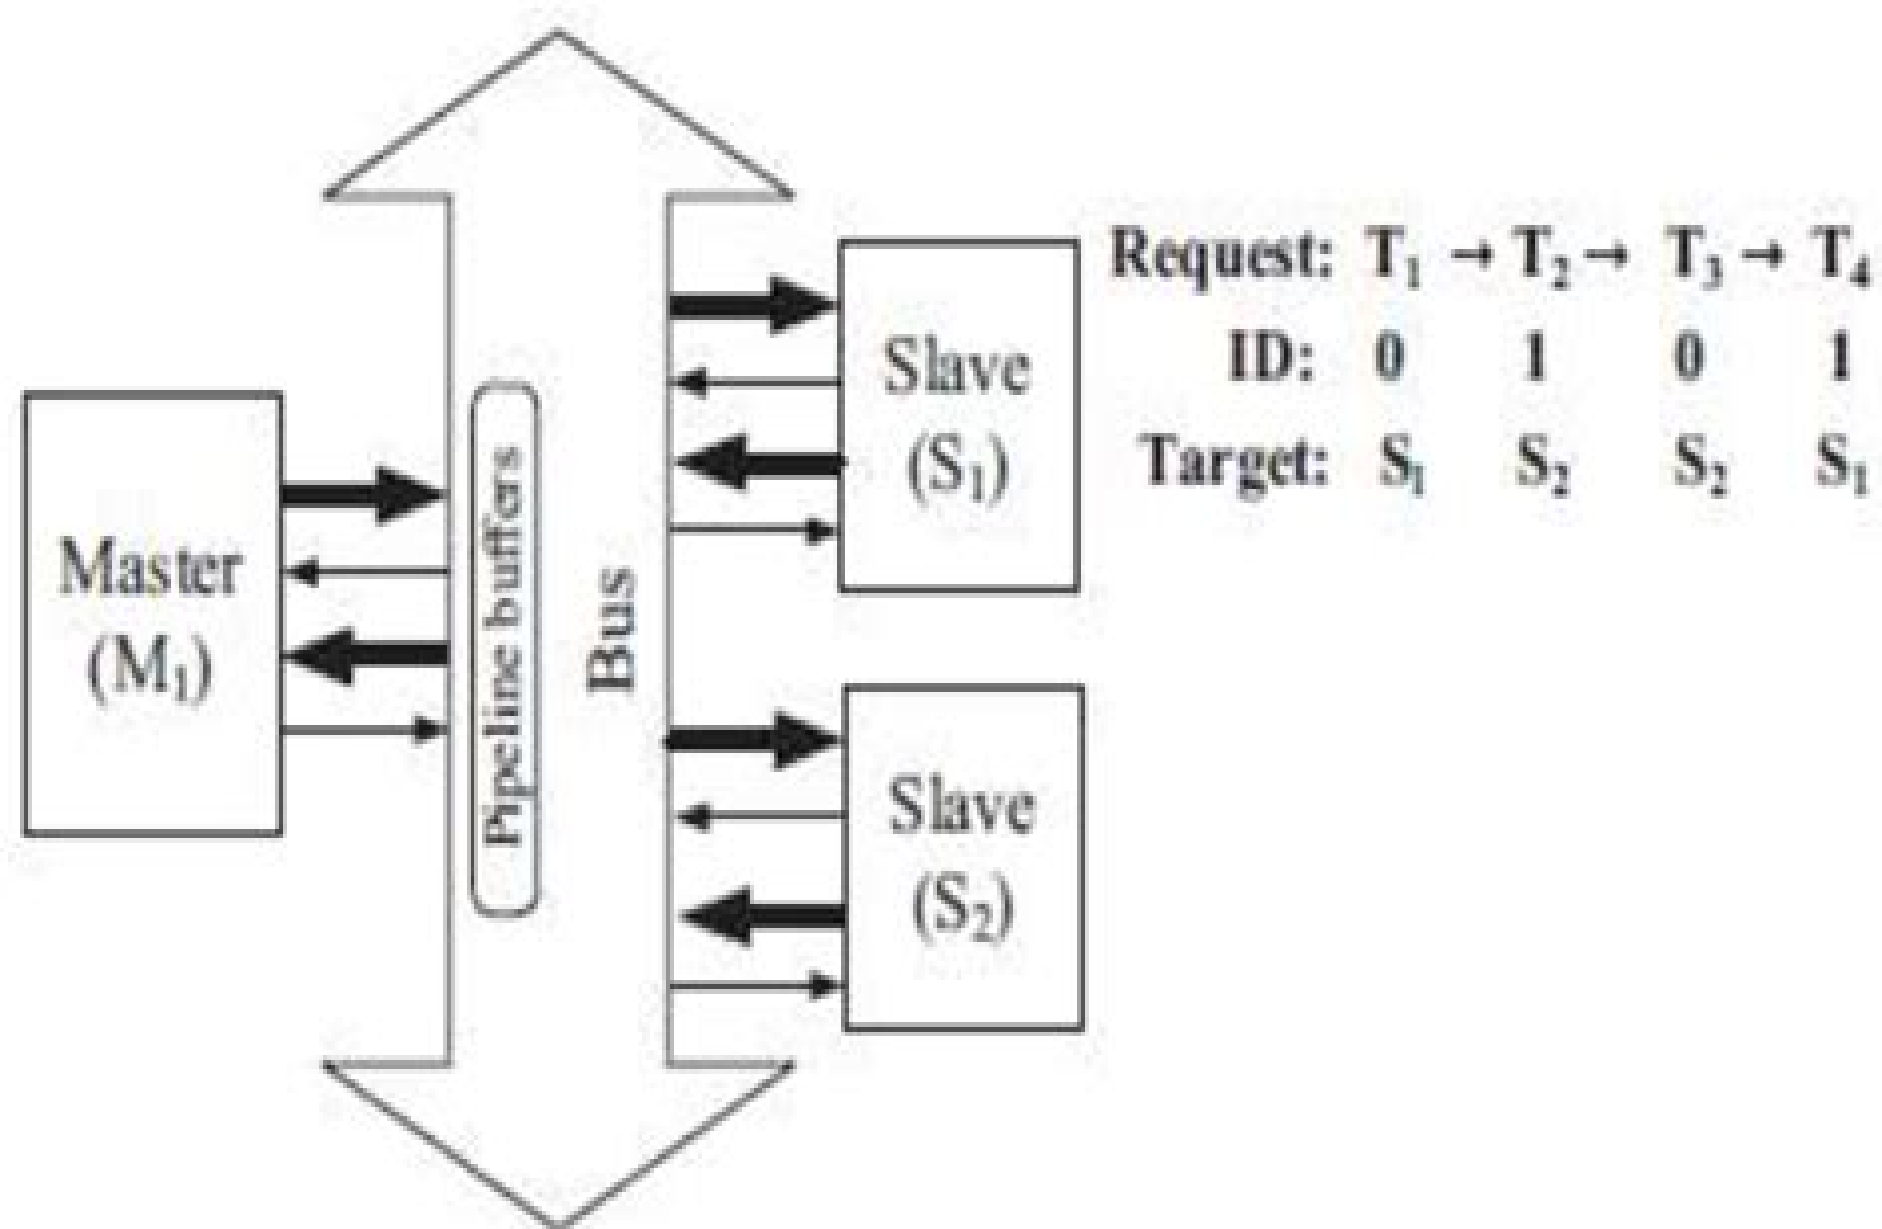 Master
(M₁)
Pipeline buffers
Bus
Slave
(S₁)
Slave
(S₂)
Request: T₁ → T₂ → T₃ → T₄
ID: 0 1 0 1
Target: S₁ S₂ S₂ S₁